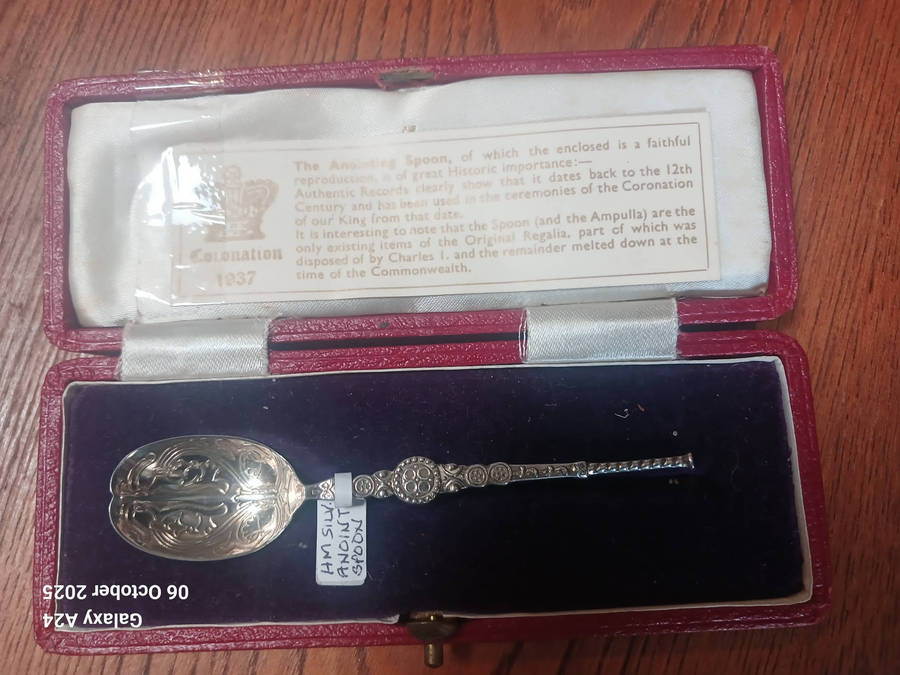 The Anointing Spoon, of which the enclosed is a faithful
reproduction, is of great Historic importance:—
Authentic Records clearly show that it dates back to the 12th
Century and has been used in the ceremonies of the Coronation
of our King from that date.
It is interesting to note that the Spoon (and the Ampulla) are the
only existing items of the Original Regalia, part of which was
disposed of by Charles I. and the remainder melted down at the
time of the Commonwealth.
Coronation
1937
HM SILV.
ANOINT
SPOON
Galaxy A24
06 October 2025